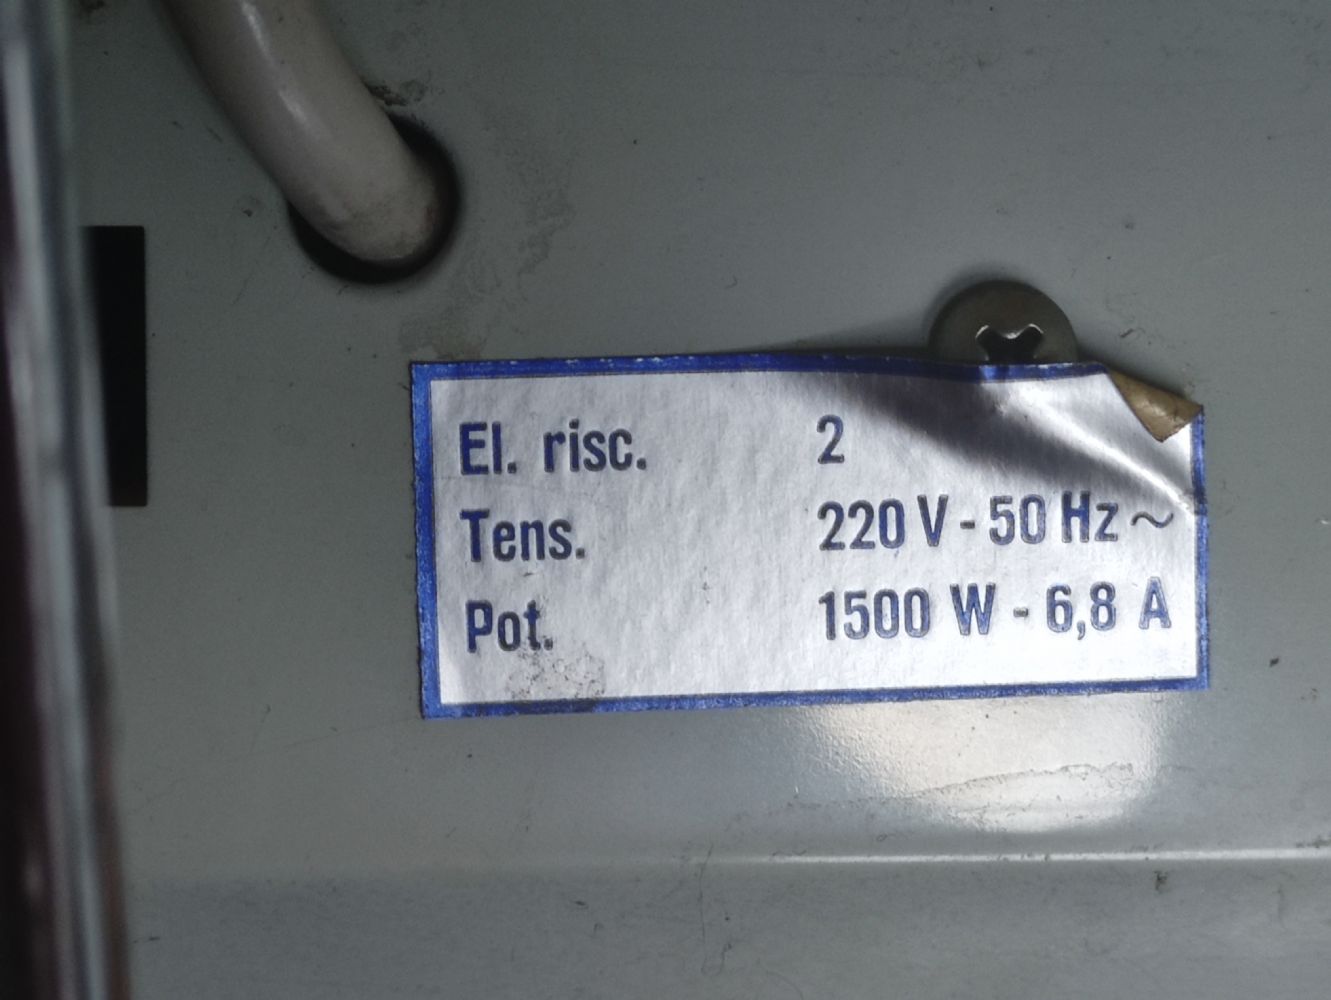 El. risc. 2
Tens. 220 V - 50 Hz ~
Pot. 1500 W - 6,8 A